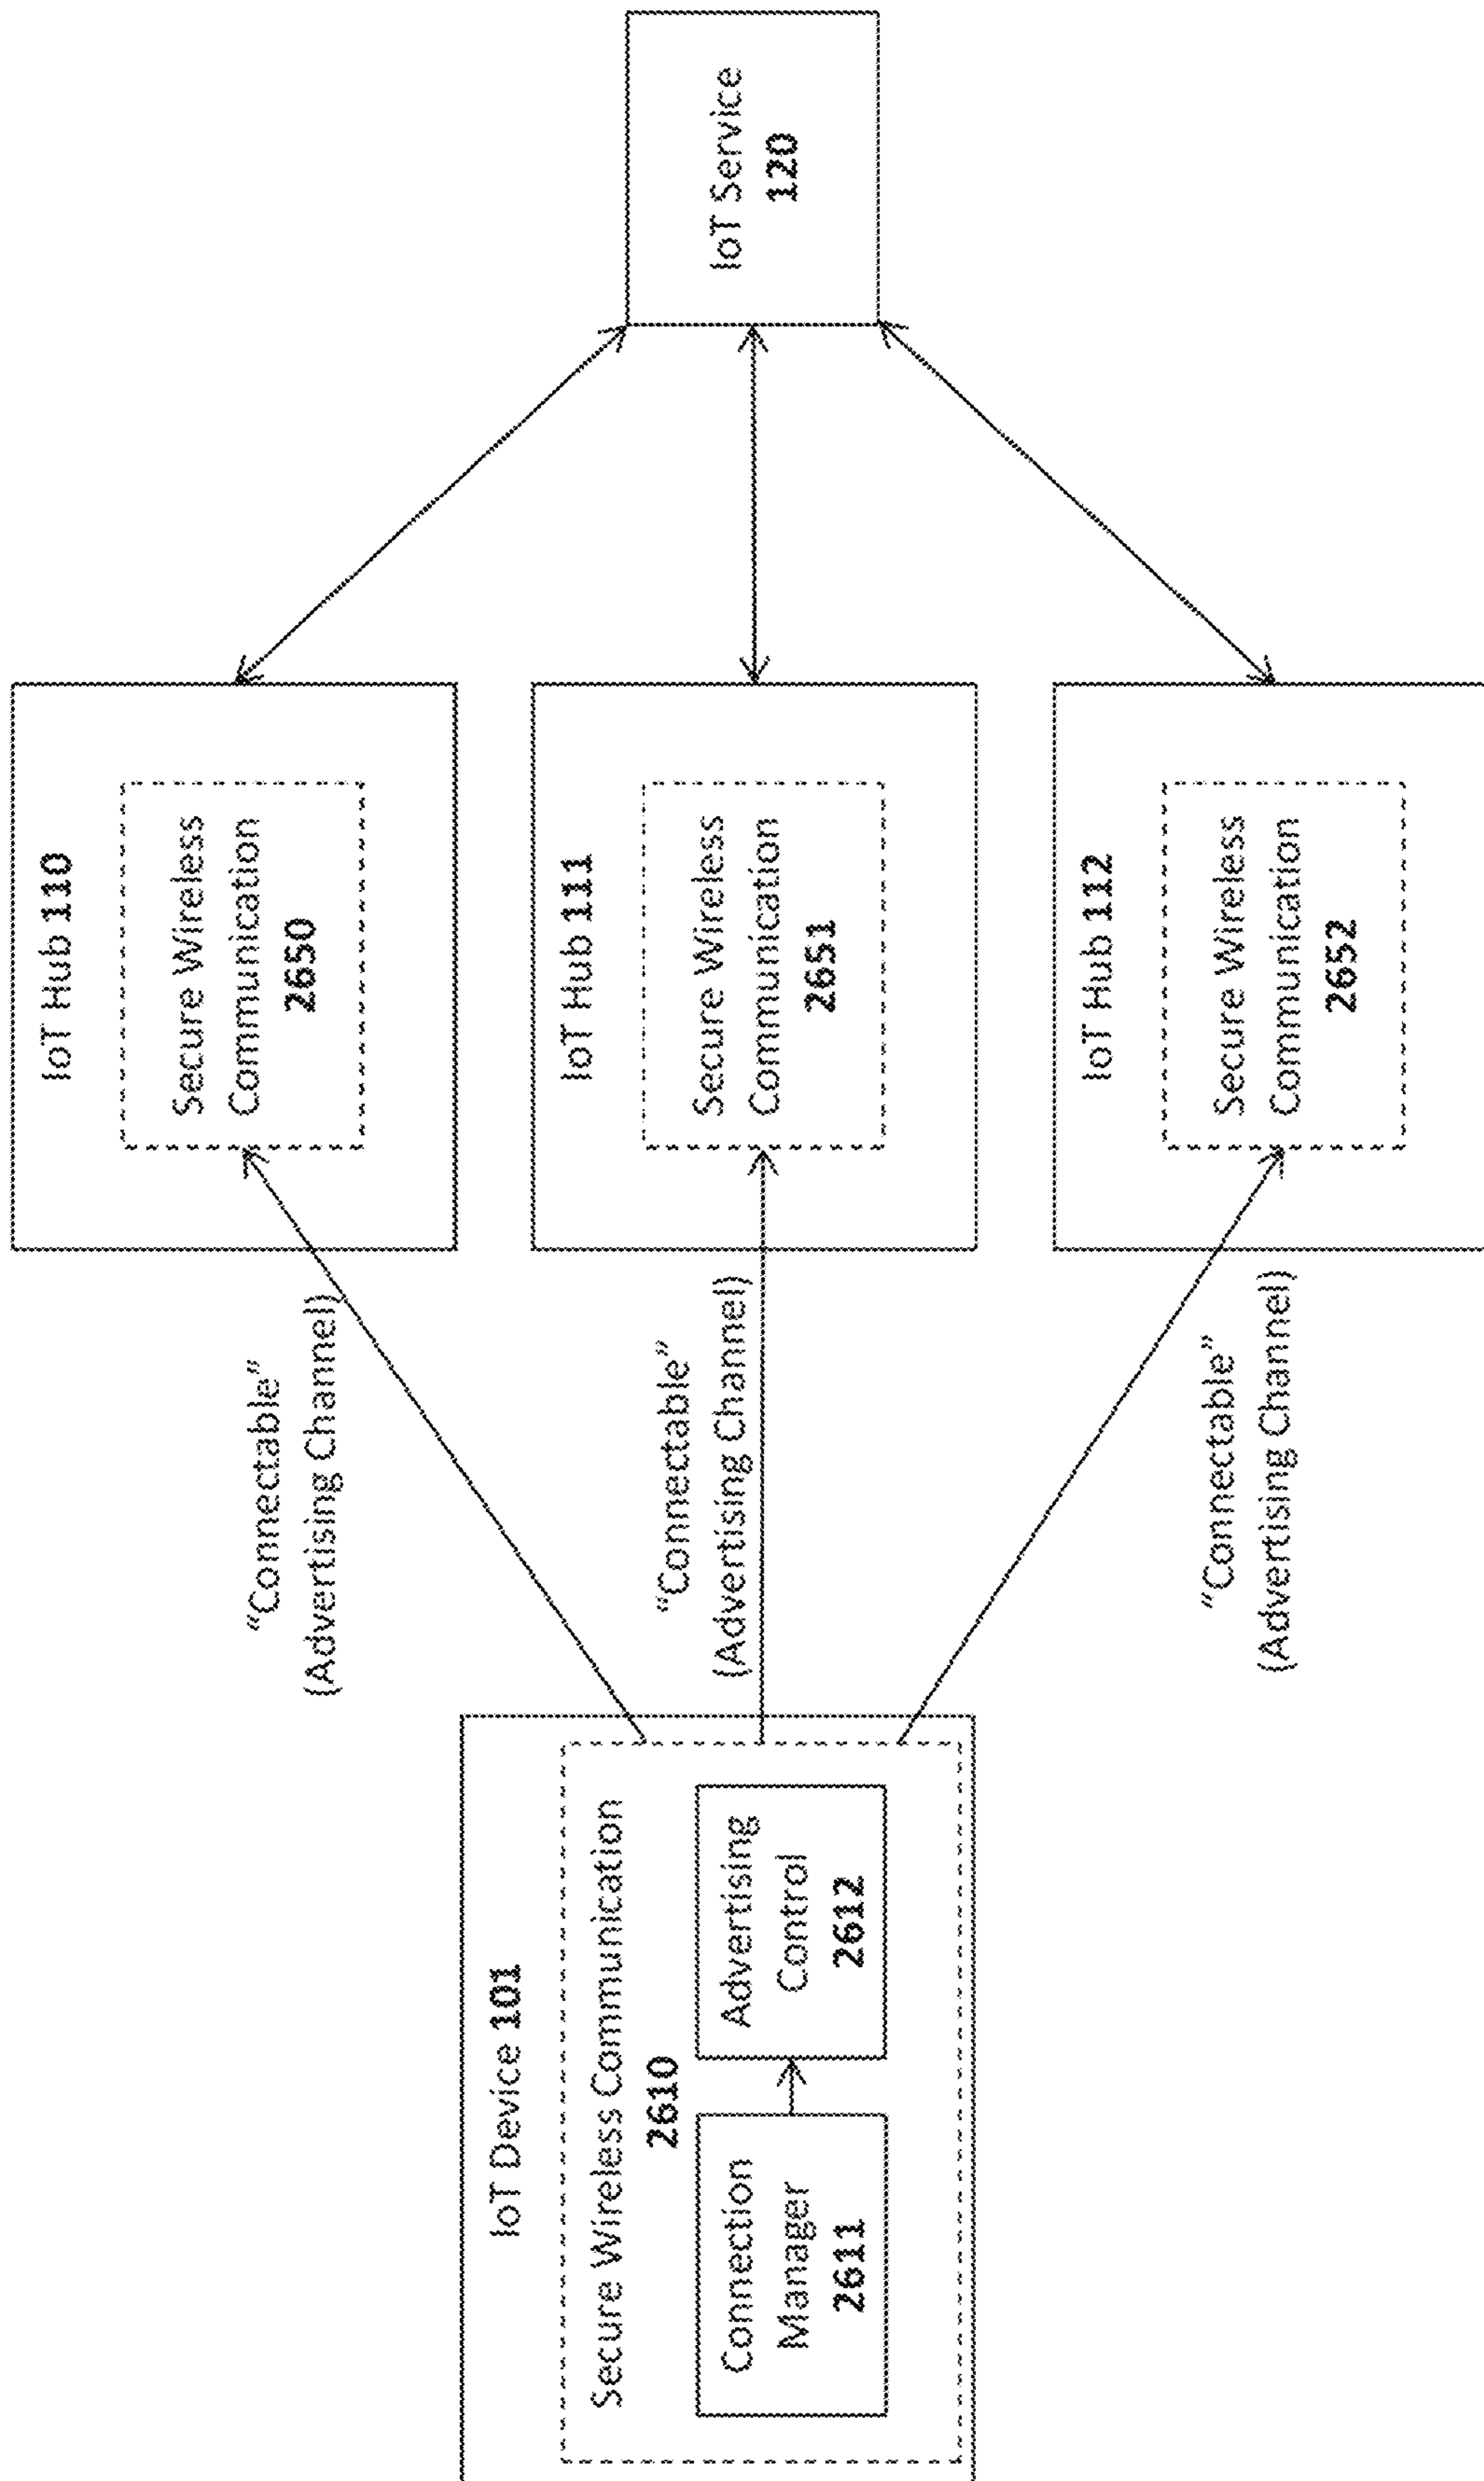 IoT Device 101
Secure Wireless Communication
2610
Connection
Manager
2611
Advertising
Control
2612
“Connectable”
(Advertising Channel)
“Connectable”
(Advertising Channel)
“Connectable”
(Advertising Channel)
IoT Hub 110
Secure Wireless
Communication
2650
IoT Hub 111
Secure Wireless
Communication
2651
IoT Hub 112
Secure Wireless
Communication
2652
IoT Service
120